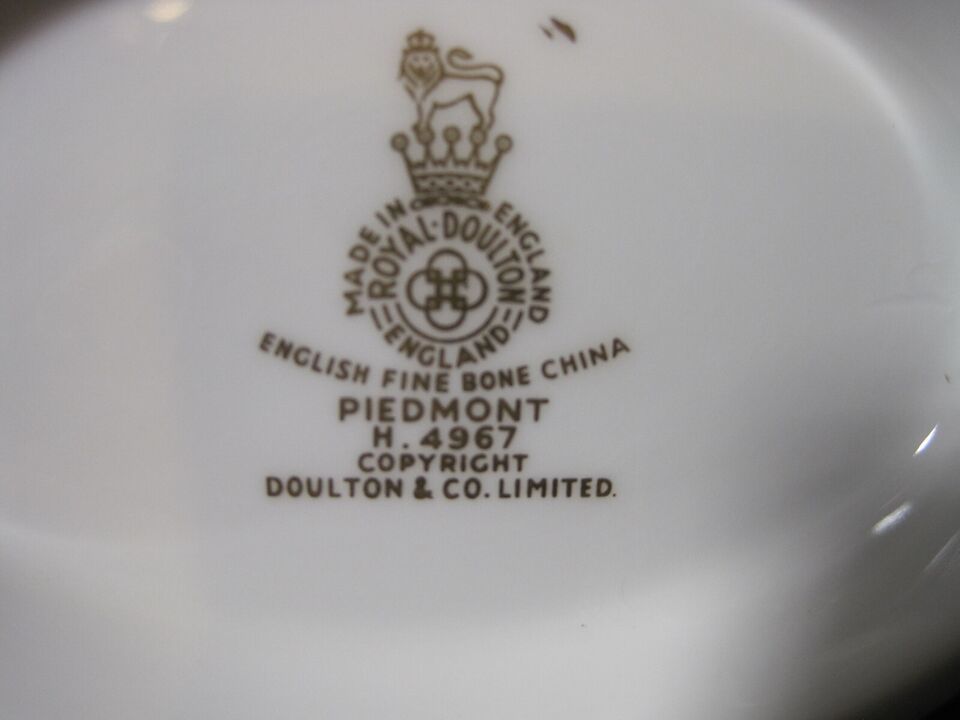 MADE IN ENGLAND
ROYAL·DOULTON
ENGLAND
ENGLISH FINE BONE CHINA
PIEDMONT
H. 4967
COPYRIGHT
DOULTON & CO. LIMITED.